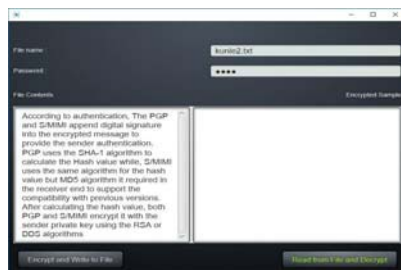 File name
kunio2.txt
Password
File Contents
Encrypted Sample
According to authentication, The PGP
and S/MIMI append digital signature
into the encrypted message to
provide the sender authentication.
PGP uses the SHA-1 algorithm to
calculate the Hash value while, S/MIMI
uses the same algorithm for the hash
value but MD5 algorithm it required in
the receiver end to support the
compatibility with previous versions.
After calculating the hash value, both
PGP and S/MIMI encrypt it with the
sender private key using the RSA or
DDS algorithms
Encrypt and Write to File
Read from File and Decrypt